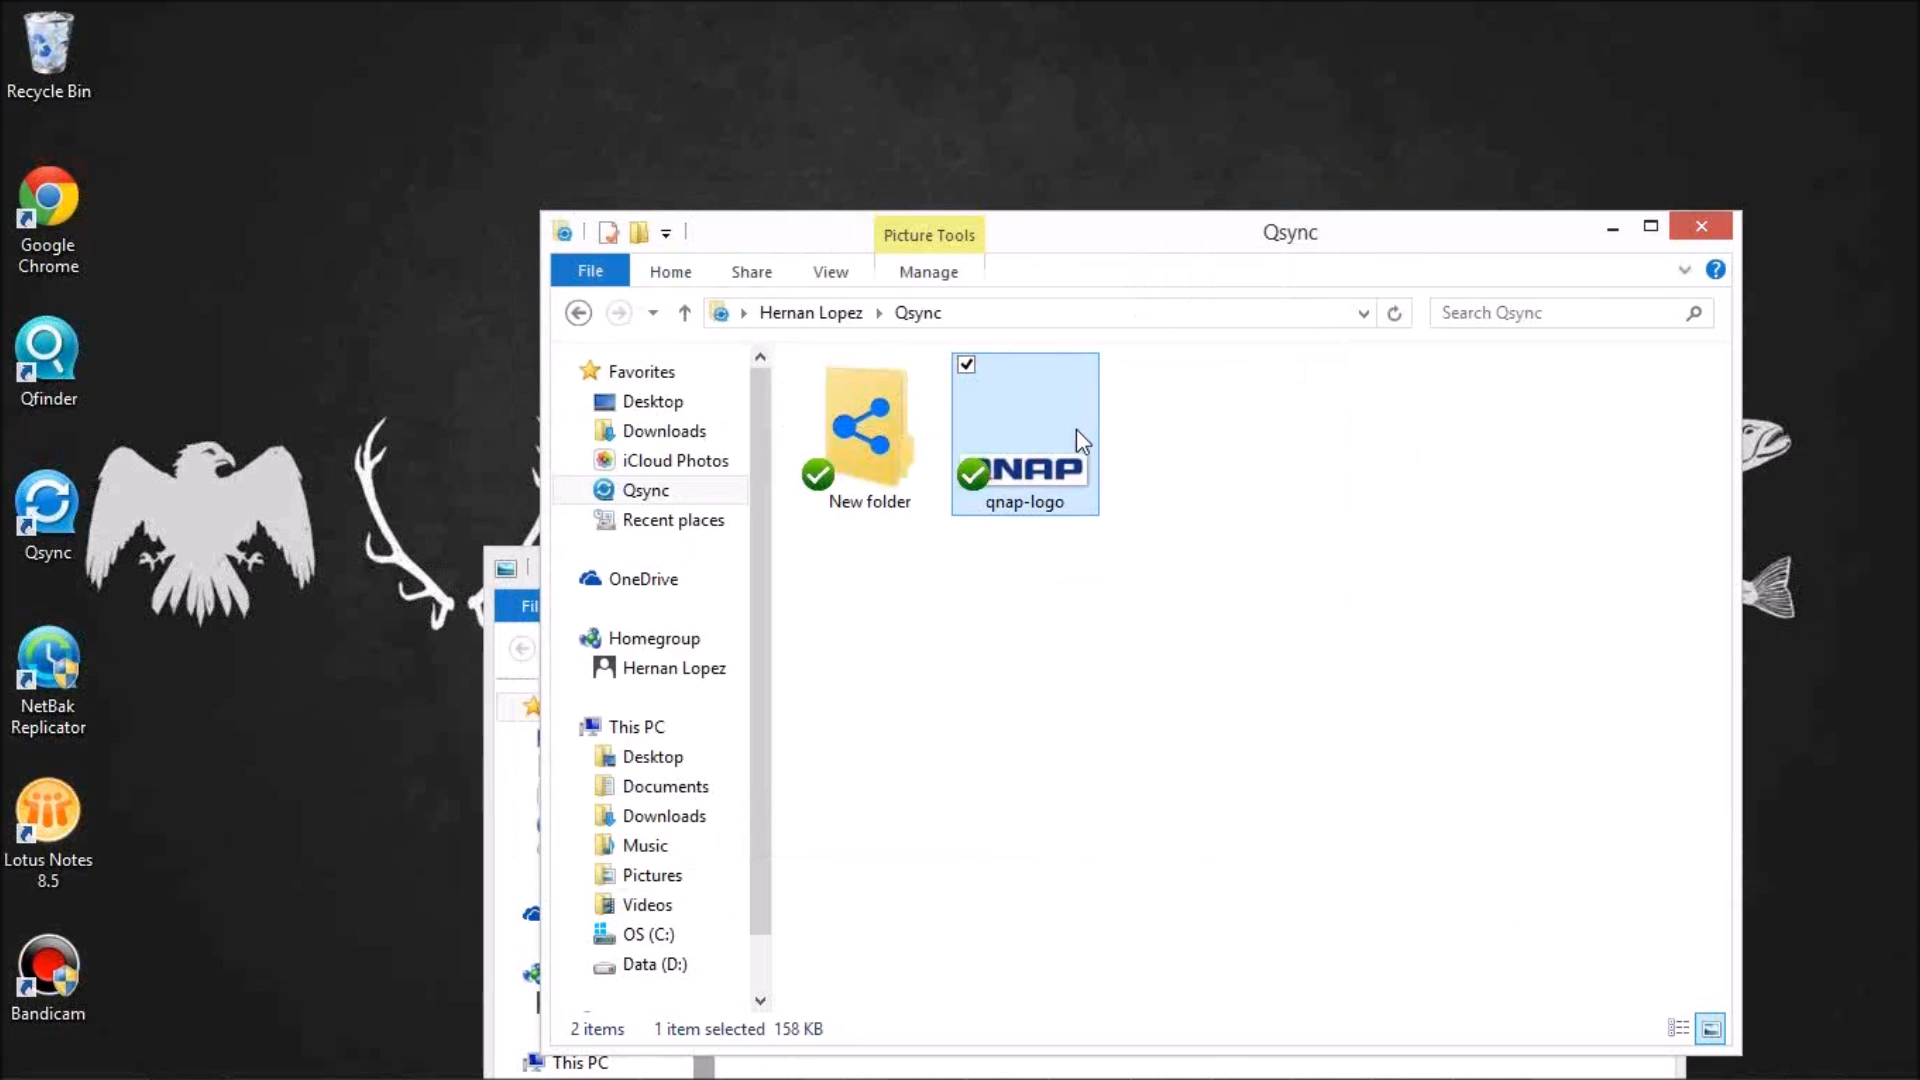 Recycle Bin
Google
Chrome
Qfinder
Qsync
NetBak
Replicator
Lotus Notes
8.5
Bandicam
Picture Tools
Qsync
File
Home
Share
View
Manage
Hernan Lopez
Qsync
Search Qsync
Favorites
Desktop
Downloads
iCloud Photos
Qsync
Recent places
OneDrive
Homegroup
Hernan Lopez
This PC
Desktop
Documents
Downloads
Music
Pictures
Videos
OS (C:)
Data (D:)
New folder
QNAP
qnap-logo
2 items
1 item selected 158 KB
Fil
This PC